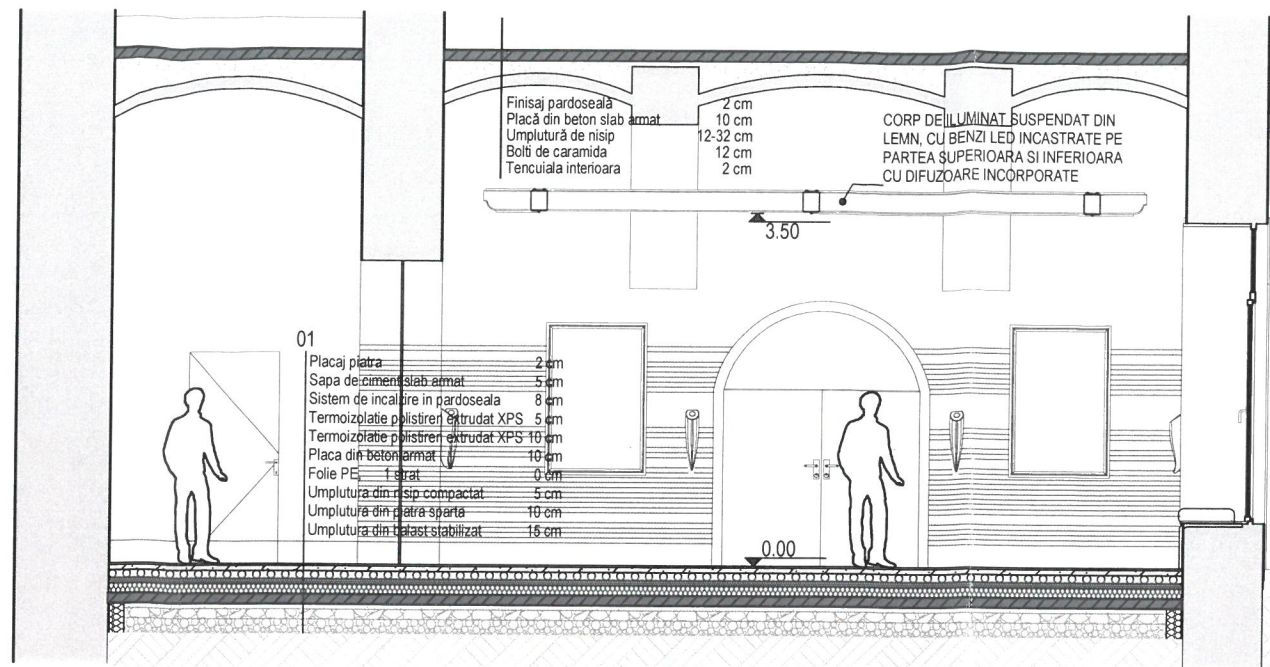 Finisaj pardoseală 2 cm
Placă din beton slab armat 10 cm
Umplutură de nisip 12-32 cm
Bolti de caramida 12 cm
Tencuiala interioara 2 cm
CORP DE ILUMINAT SUSPENDAT DIN
LEMN, CU BENZI LED INCASTRATE PE
PARTEA SUPERIOARA SI INFERIOARA
CU DIFUZOARE INCORPORATE
3.50
01
Placaj piatra 2 cm
Sapa de ciment slab armat 5 cm
Sistem de incalzire in pardoseala 8 cm
Termoizolatie polistiren extrudat XPS 5 cm
Termoizolatie polistiren extrudat XPS 10 cm
Placa din beton armat 10 cm
Folie PE, 1 strat 0 cm
Umplutura din nisip compactat 5 cm
Umplutura din piatra sparta 10 cm
Umplutura din balast stabilizat 15 cm
0.00